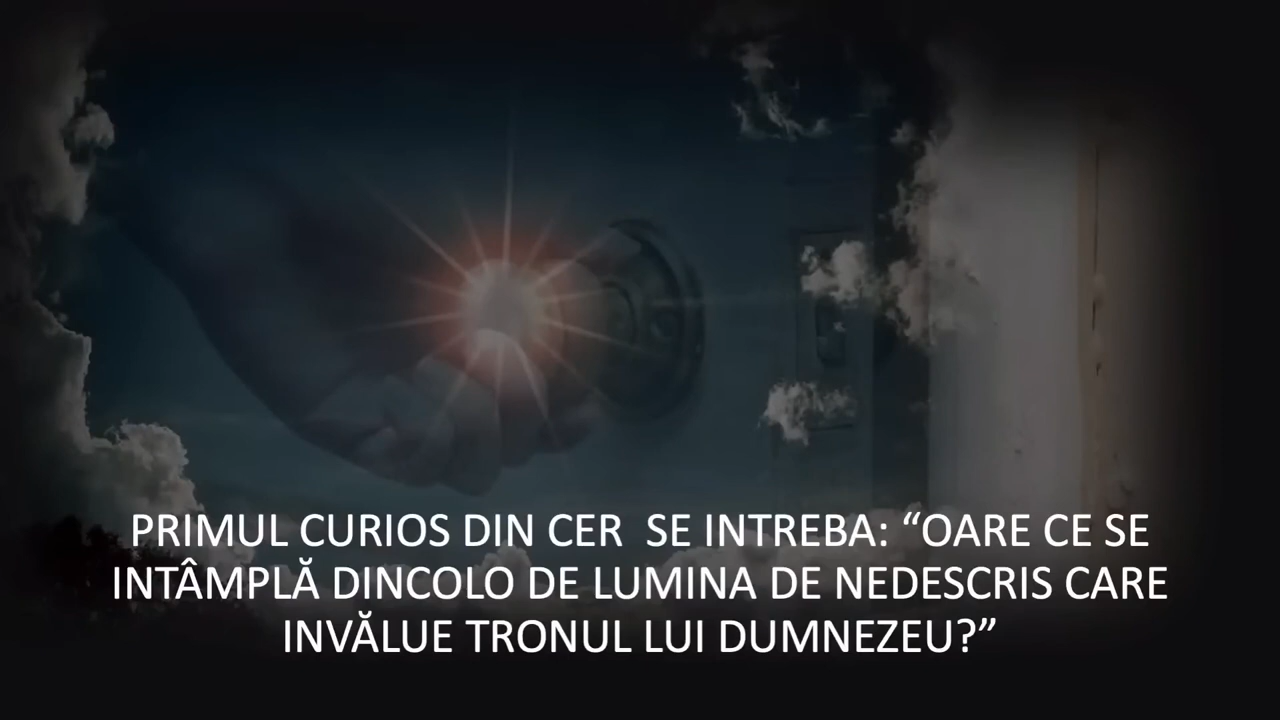 PRIMUL CURIOS DIN CER  SE INTREBA: “OARE CE SE
INTÂMPLĂ DINCOLO DE LUMINA DE NEDESCRIS CARE
INVĂLUE TRONUL LUI DUMNEZEU?”